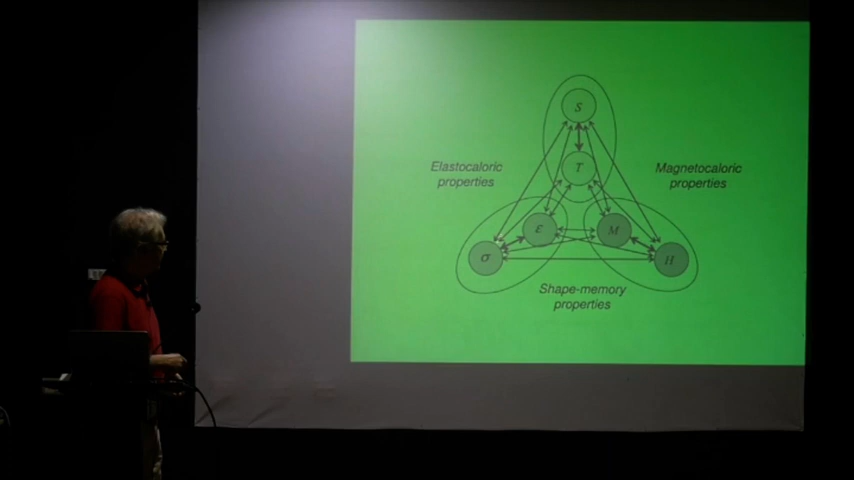 S
Elastocaloric
properties
T
Magnetocaloric
properties
ε
M
σ
H
Shape-memory
properties